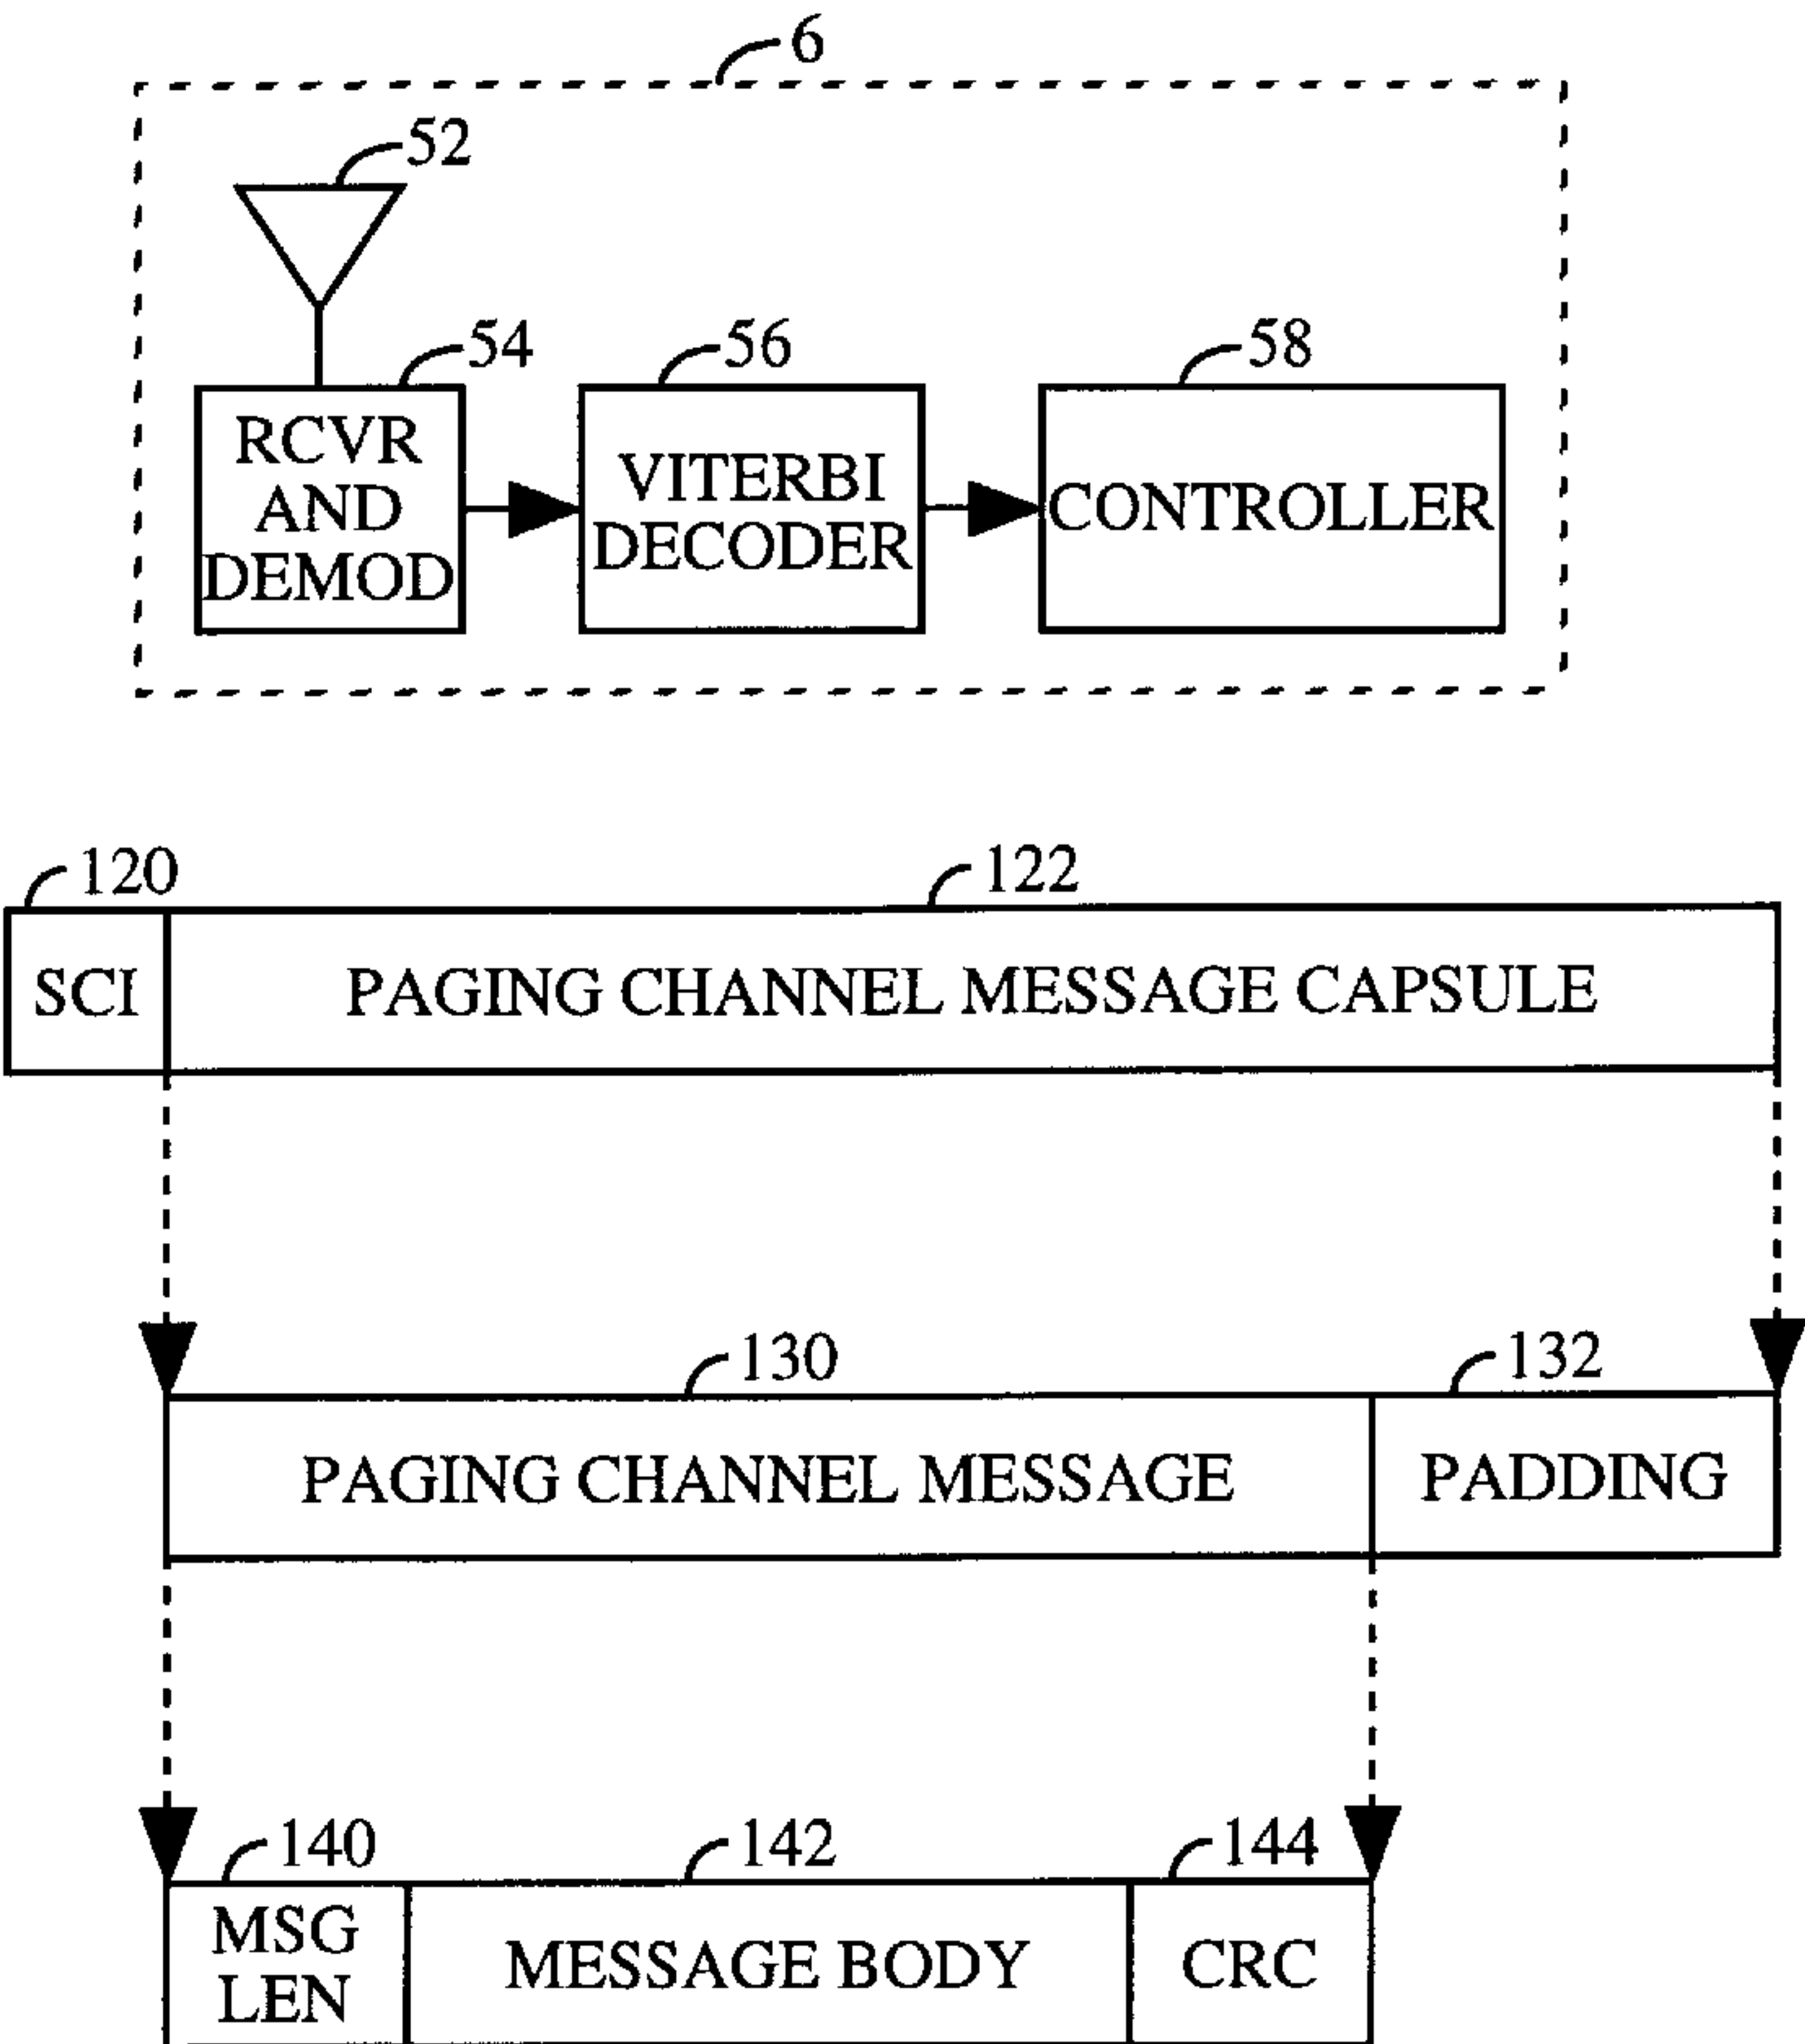 6
52
54
56
58
RCVR
AND
DEMOD
VITERBI
DECODER
CONTROLLER
120
122
SCI
PAGING CHANNEL MESSAGE CAPSULE
130
132
PAGING CHANNEL MESSAGE
PADDING
140
142
144
MSG
LEN
MESSAGE BODY
CRC